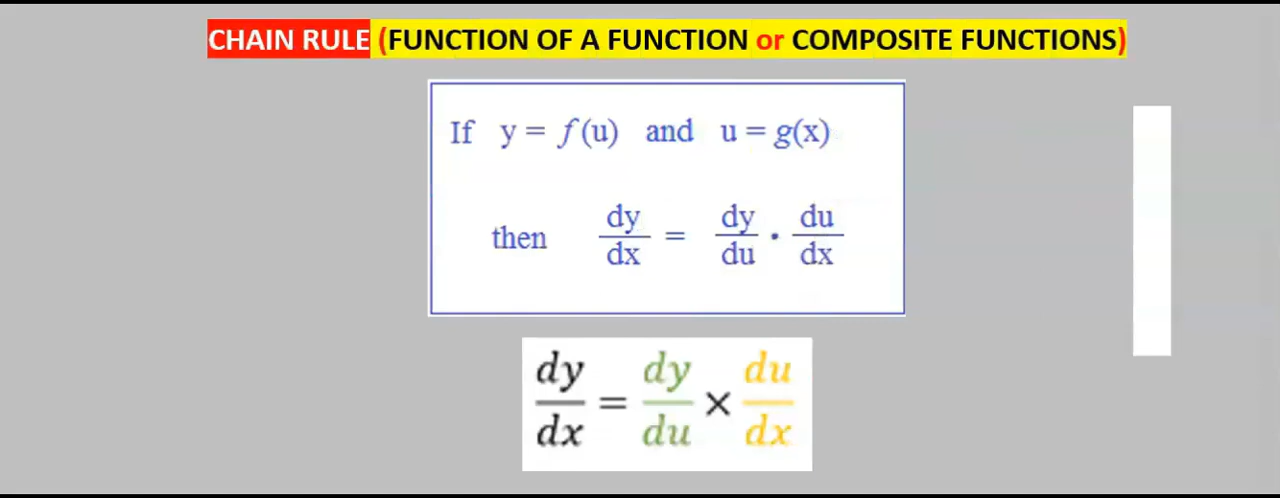 CHAIN RULE (FUNCTION OF A FUNCTION or COMPOSITE FUNCTIONS)
If y = f(u) and u = g(x)
then dy/dx = dy/du · du/dx
dy/dx = dy/du × du/dx